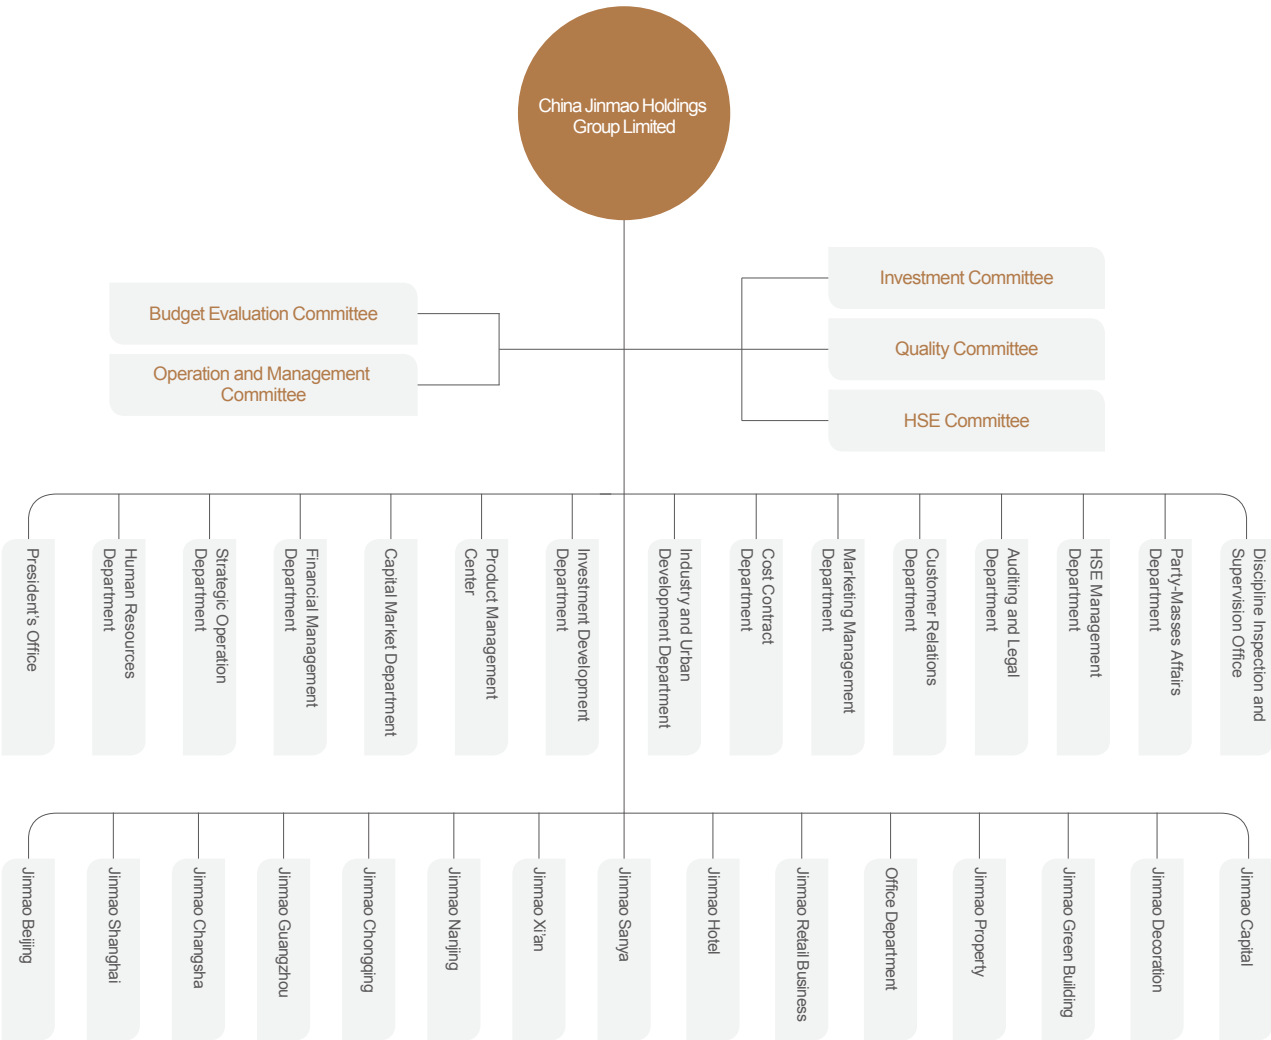 China Jinmao Holdings
Group Limited
Budget Evaluation Committee
Operation and Management
Committee
Investment Committee
Quality Committee
HSE Committee
President's Office
Human Resources
Department
Strategic Operation
Department
Financial Management
Department
Capital Market Department
Product Management
Center
Investment Development
Department
Industry and Urban
Development Department
Cost Contract
Department
Marketing Management
Department
Customer Relations
Department
Auditing and Legal
Department
HSE Management
Department
Party-Masses Affairs
Department
Discipline Inspection and
Supervision Office
Jinmao Beijing
Jinmao Shanghai
Jinmao Changsha
Jinmao Guangzhou
Jinmao Chongqing
Jinmao Nanjing
Jinmao Xi'an
Jinmao Sanya
Jinmao Hotel
Jinmao Retail Business
Office Department
Jinmao Property
Jinmao Green Building
Jinmao Decoration
Jinmao Capital